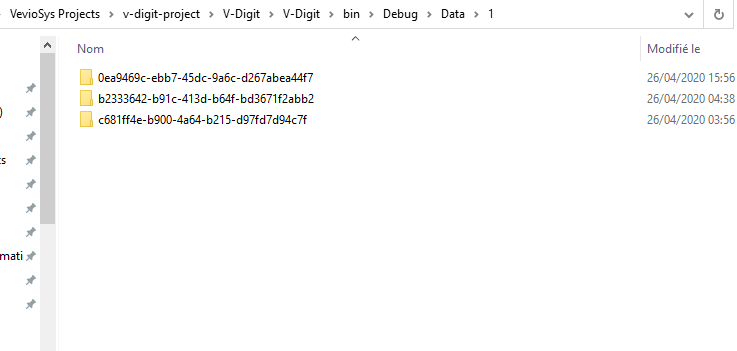 VevioSys Projects > v-digit-project > V-Digit > V-Digit > bin > Debug > Data > 1
Nom Modifié le
0ea9469c-ebb7-45dc-9a6c-d267abea44f7 26/04/2020 15:56
b2333642-b91c-413d-b64f-bd3671f2abb2 26/04/2020 04:38
c681ff4e-b900-4a64-b215-d97fd7d94c7f 26/04/2020 03:56
)
ts
mati